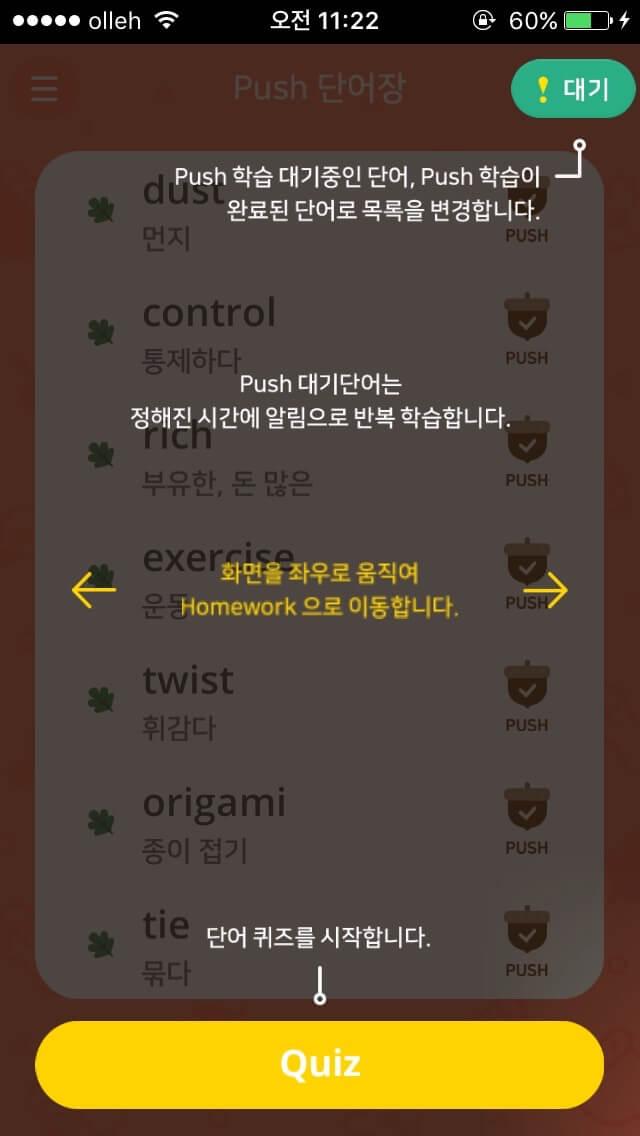 olleh 오전 11:22 60%
Push 단어장
대기
Push 학습 대기중인 단어, Push 학습이
완료된 단어로 목록을 변경합니다.
dust
먼지
PUSH
control
통제하다
PUSH
Push 대기단어는
정해진 시간에 알림으로 반복 학습합니다.
rich
부유한, 돈 많은
PUSH
exercise
운동
PUSH
화면을 좌우로 움직여
Homework 으로 이동합니다.
twist
휘감다
PUSH
origami
종이 접기
PUSH
tie
묶다
PUSH
단어 퀴즈를 시작합니다.
Quiz